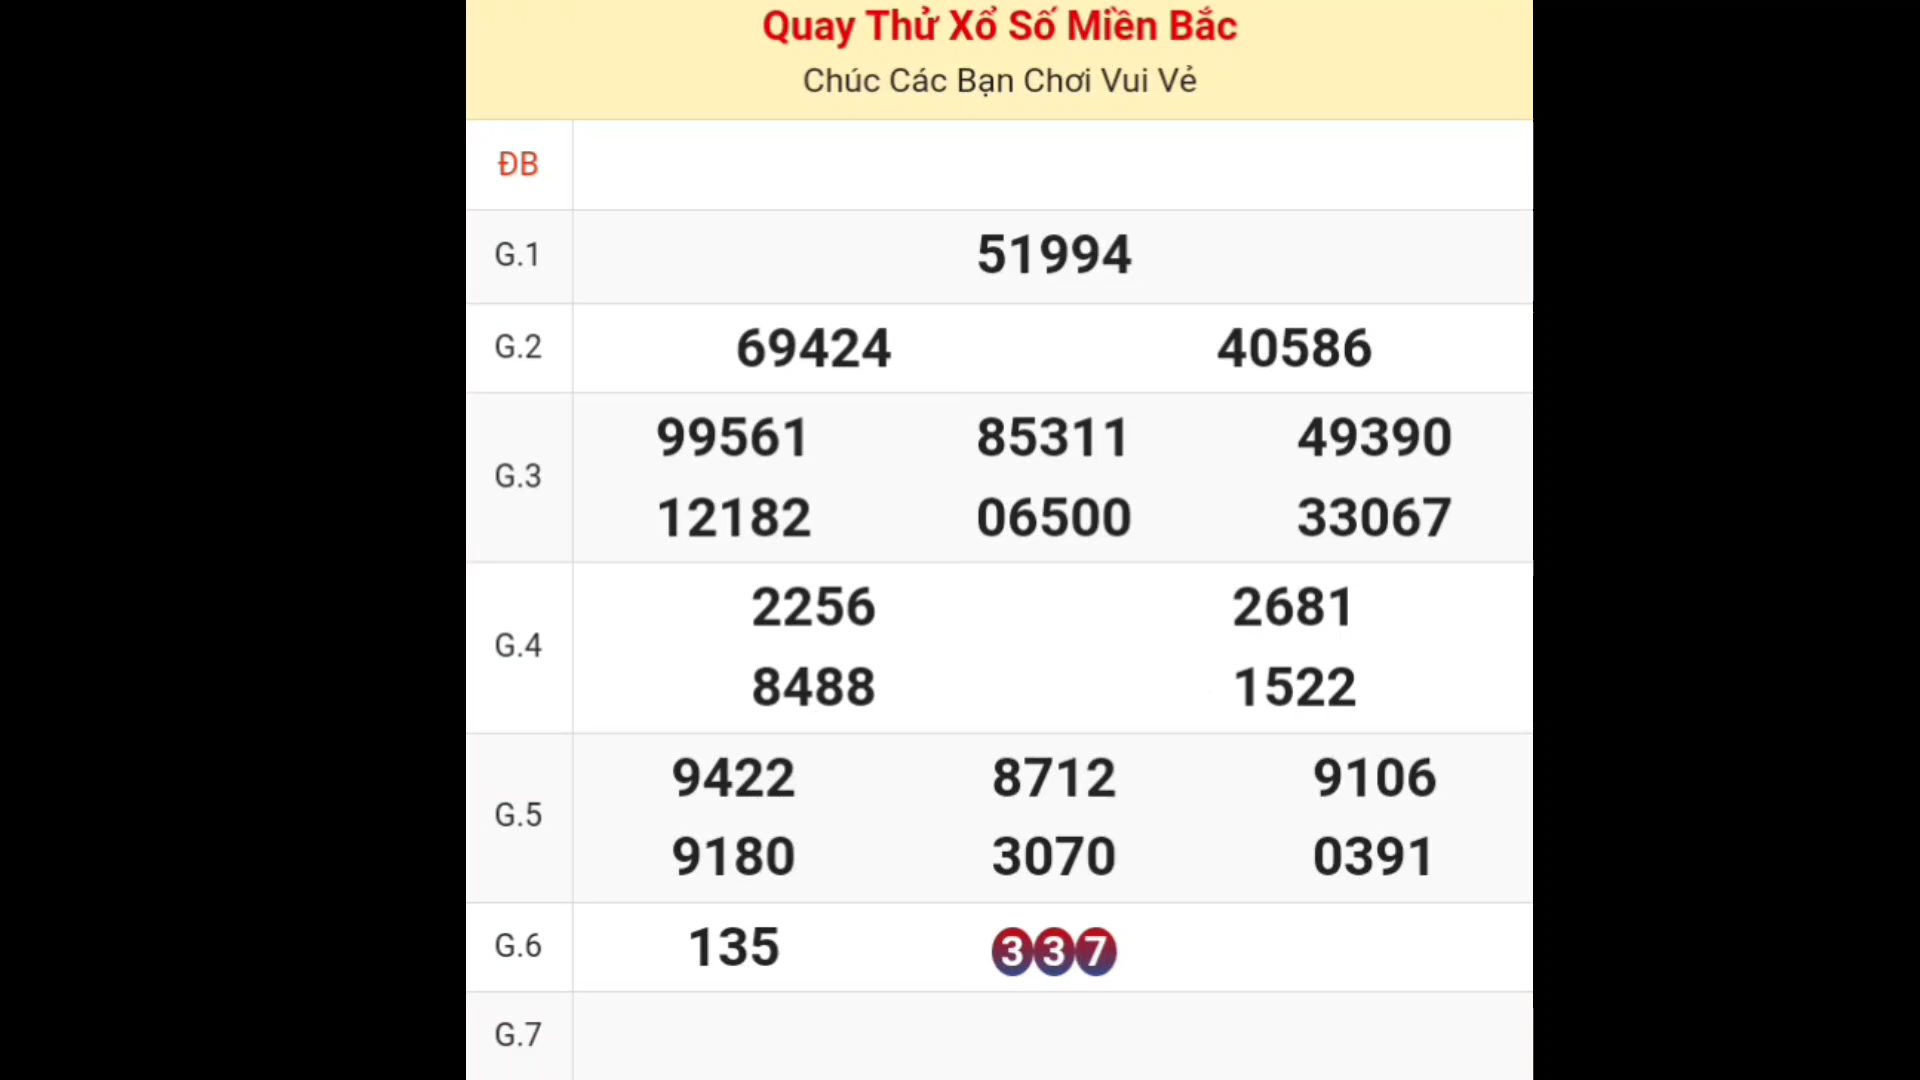 Quay Thử Xổ Số Miền Bắc
Chúc Các Bạn Chơi Vui Vẻ
ĐB
G.1 51994
G.2 69424 40586
G.3 99561 85311 49390
12182 06500 33067
G.4 2256 2681
8488 1522
G.5 9422 8712 9106
9180 3070 0391
G.6 135 337
G.7